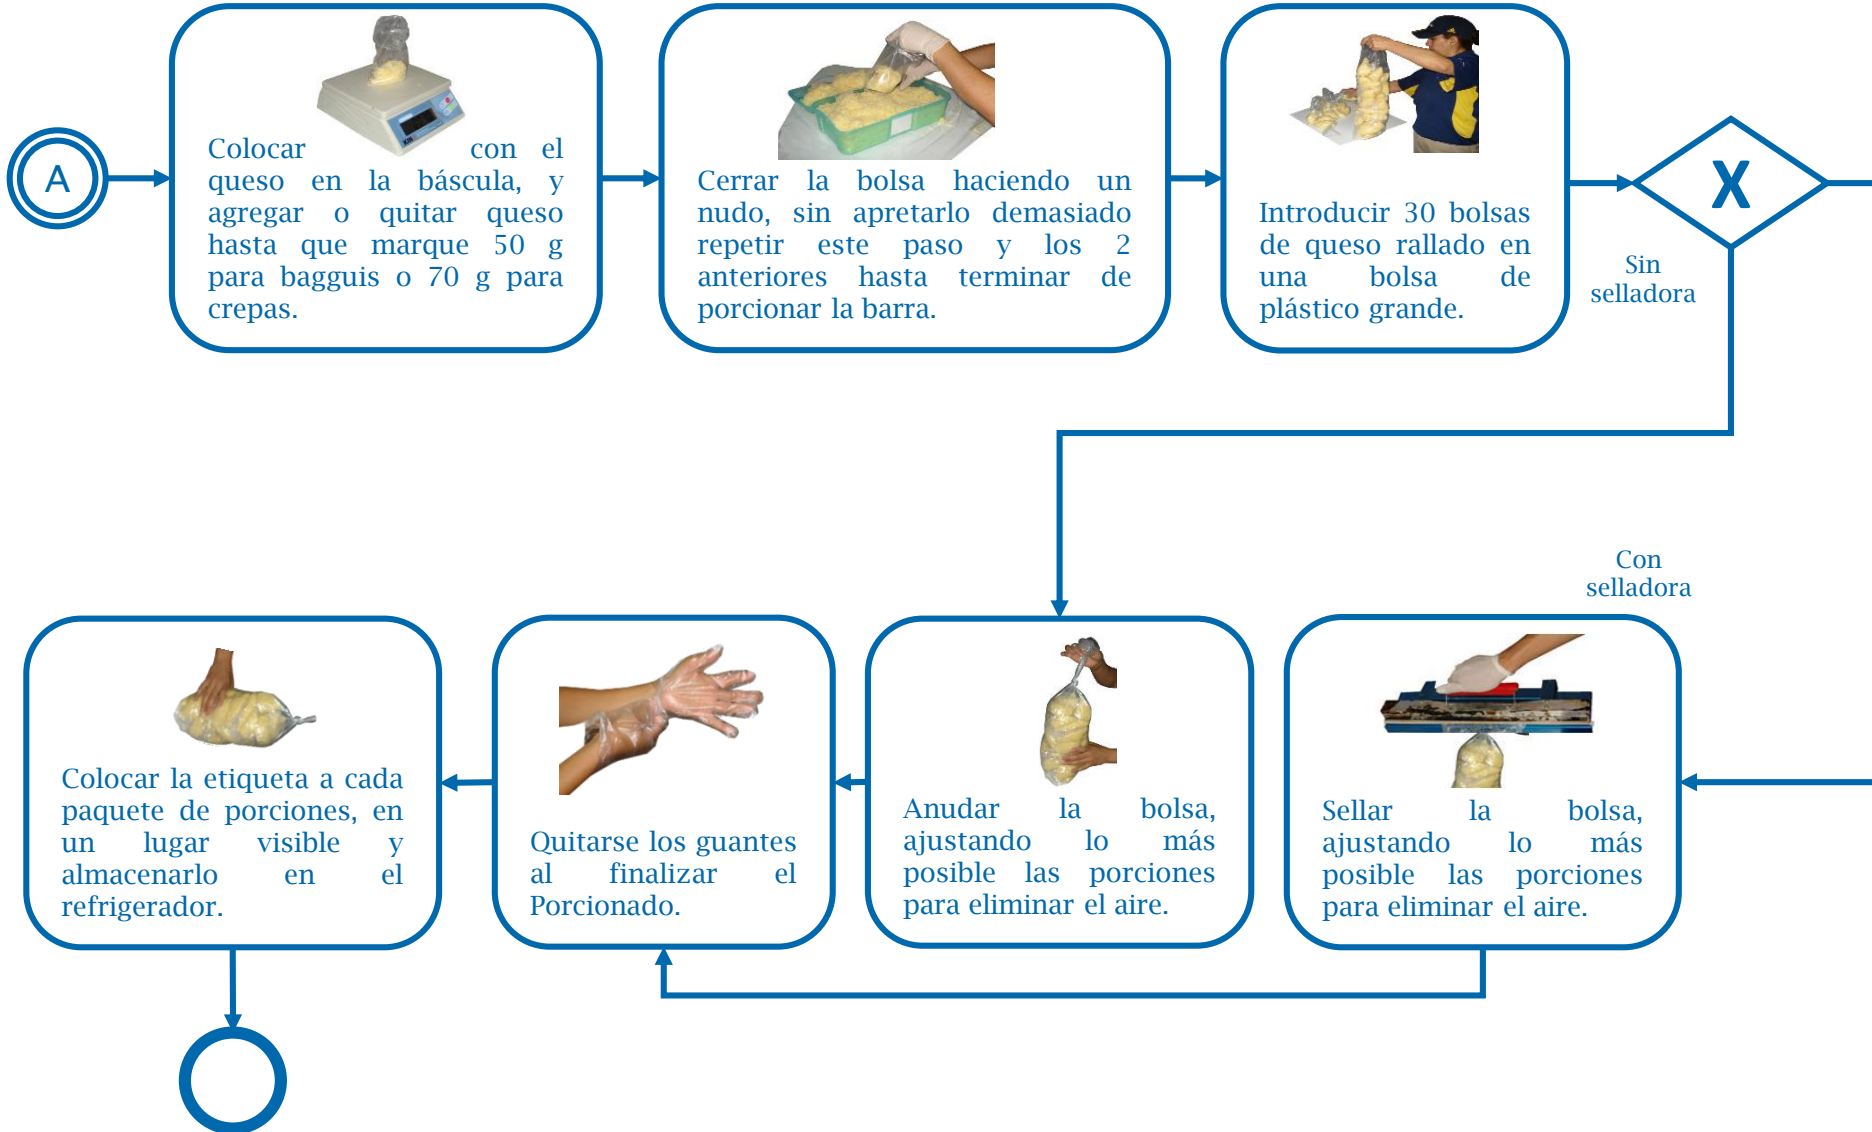 A
Colocar con el
queso en la báscula, y
agregar o quitar queso
hasta que marque 50 g
para bagguis o 70 g para
crepas.
Cerrar la bolsa haciendo un
nudo, sin apretarlo demasiado
repetir este paso y los 2
anteriores hasta terminar de
porcionar la barra.
Introducir 30 bolsas
de queso rallado en
una bolsa de
plástico grande.
X
Sin
selladora
Con
selladora
Colocar la etiqueta a cada
paquete de porciones, en
un lugar visible y
almacenarlo en el
refrigerador.
Quitarse los guantes
al finalizar el
Porcionado.
Anudar la bolsa,
ajustando lo más
posible las porciones
para eliminar el aire.
Sellar la bolsa,
ajustando lo más
posible las porciones
para eliminar el aire.